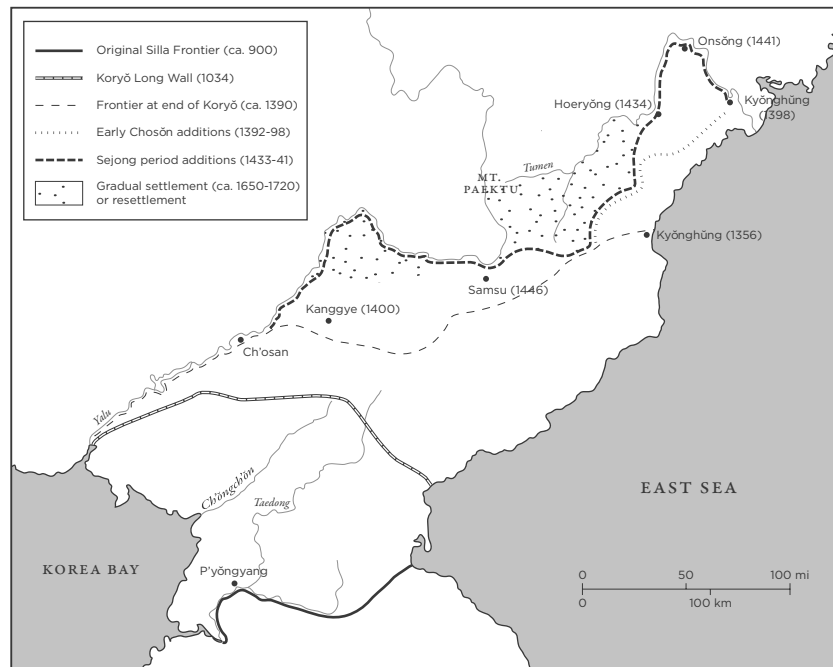 Original Silla Frontier (ca. 900)
Koryŏ Long Wall (1034)
Frontier at end of Koryŏ (ca. 1390)
Early Chosŏn additions (1392-98)
Sejong period additions (1433-41)
Gradual settlement (ca. 1650-1720)
or resettlement
Onsŏng (1441)
Hoeryŏng (1434)
Kyŏnghŭng
(1398)
Tumen
MT.
PAEKTU
Kyŏnghŭng (1356)
Samsu (1446)
Kanggye (1400)
Ch'osan
Yalu
Ch'ŏngch'ŏn
Taedong
EAST SEA
KOREA BAY
P'yŏngyang
0 50 100 mi
0 100 km